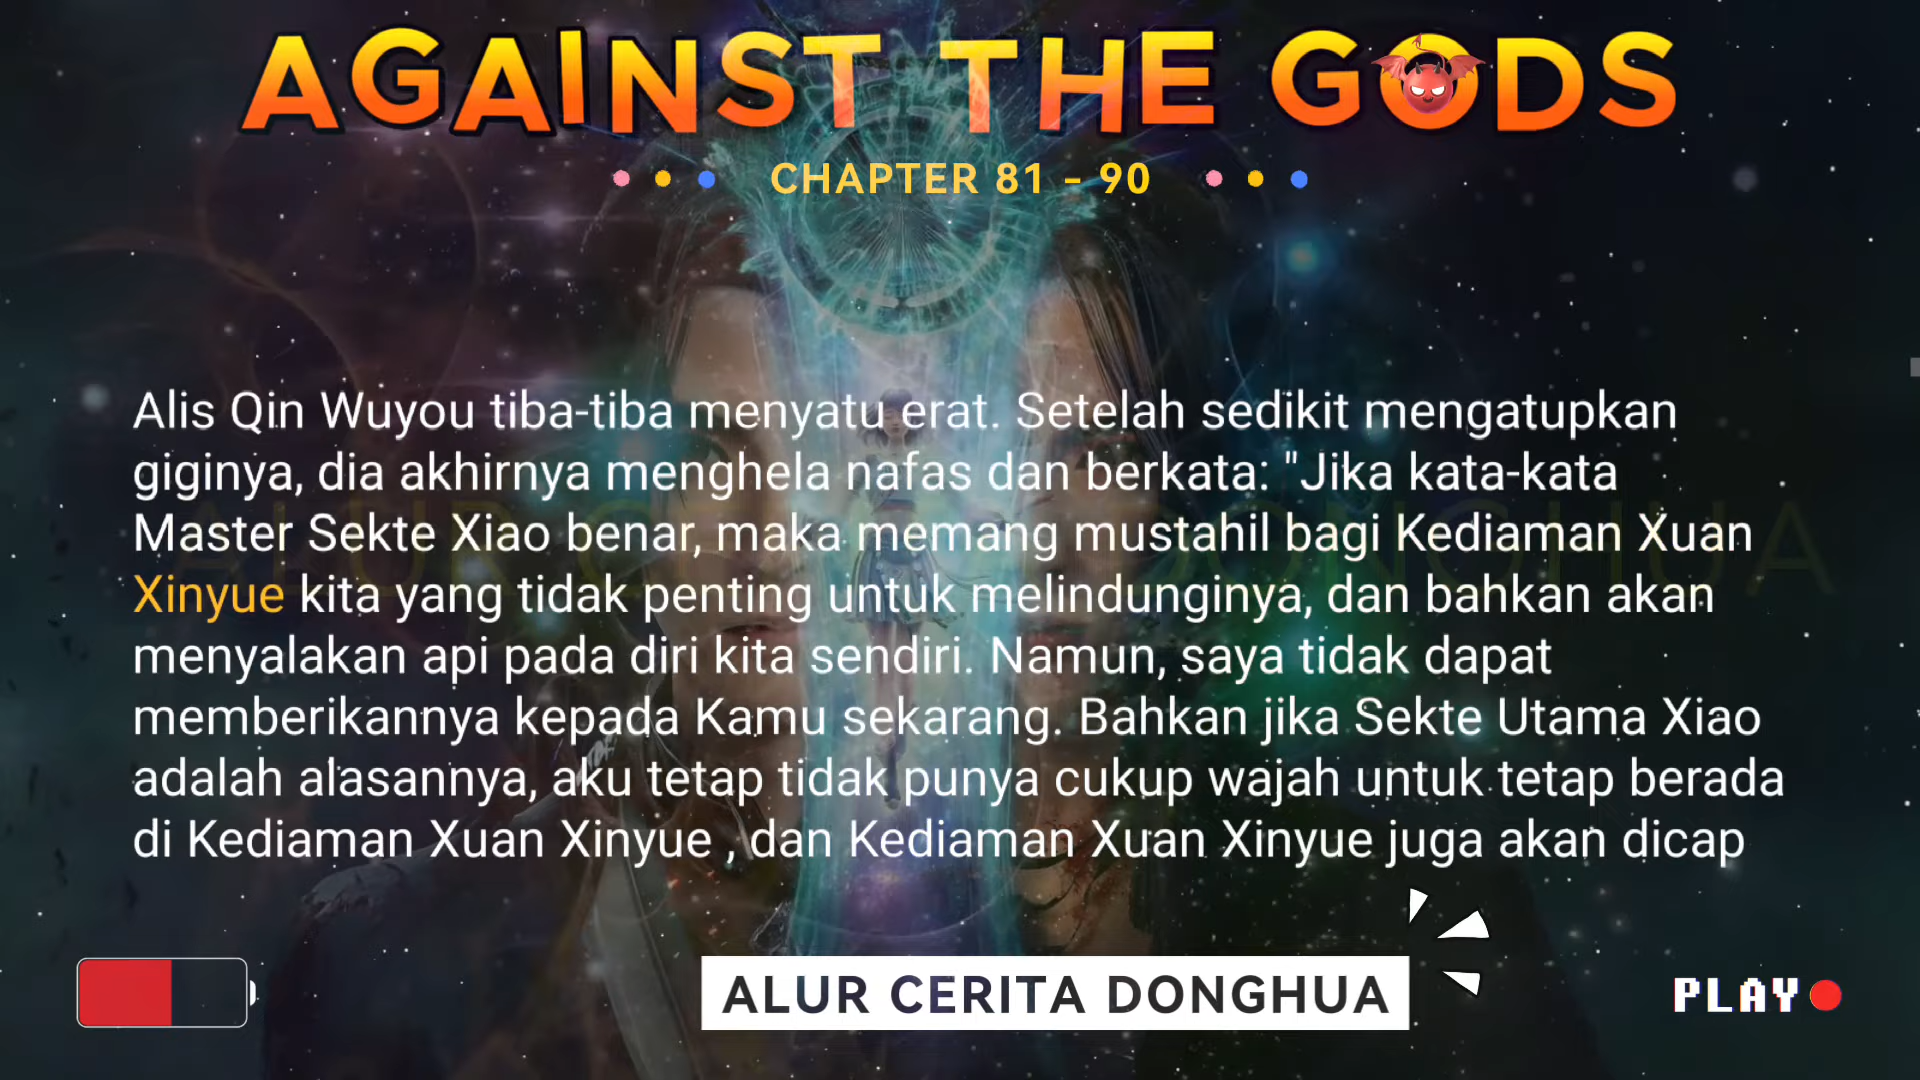 AGAINST THE GODS
CHAPTER 81 - 90
Alis Qin Wuyou tiba-tiba menyatu erat. Setelah sedikit mengatupkan
giginya, dia akhirnya menghela nafas dan berkata: "Jika kata-kata
Master Sekte Xiao benar, maka memang mustahil bagi Kediaman Xuan
Xinyue kita yang tidak penting untuk melindunginya, dan bahkan akan
menyalakan api pada diri kita sendiri. Namun, saya tidak dapat
memberikannya kepada Kamu sekarang. Bahkan jika Sekte Utama Xiao
adalah alasannya, aku tetap tidak punya cukup wajah untuk tetap berada
di Kediaman Xuan Xinyue , dan Kediaman Xuan Xinyue juga akan dicap
ALUR CERITA DONGHUA
PLAY